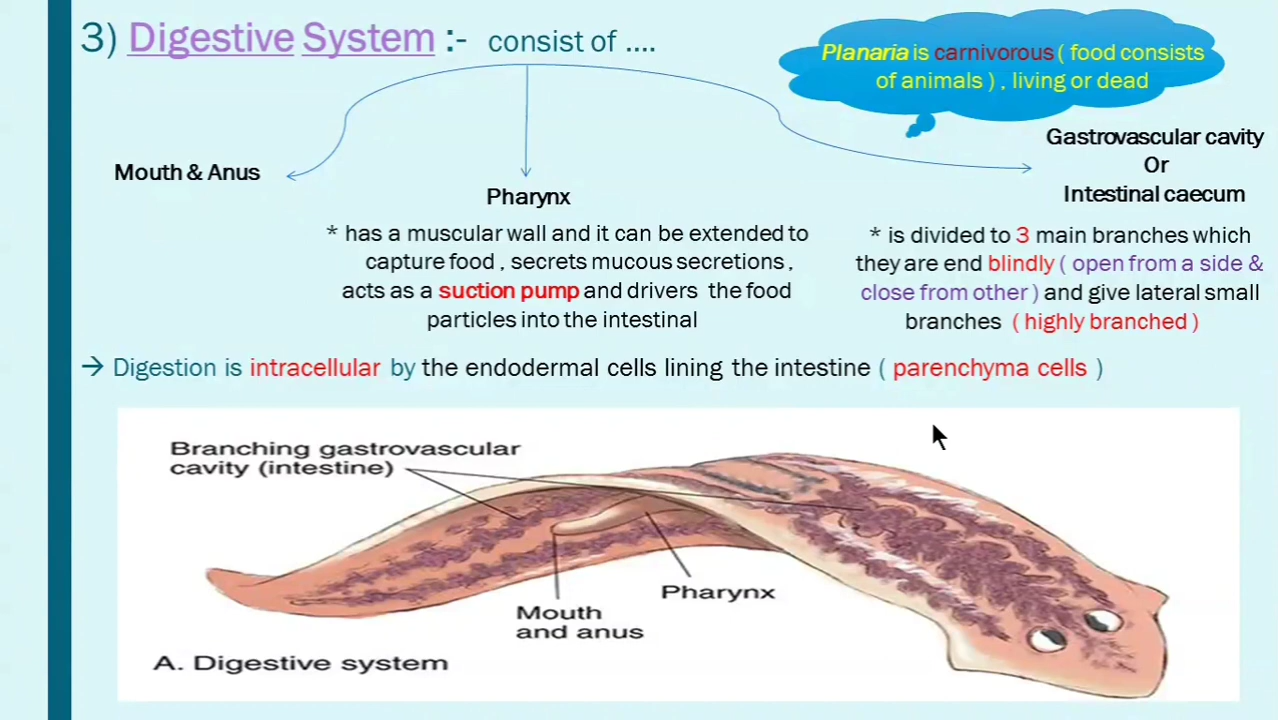 3) Digestive System :- consist of ....
Planaria is carnivorous ( food consists
of animals ) , living or dead
Mouth & Anus
Pharynx
* has a muscular wall and it can be extended to
capture food , secrets mucous secretions ,
acts as a suction pump and drivers the food
particles into the intestinal
Gastrovascular cavity
Or
Intestinal caecum
* is divided to 3 main branches which
they are end blindly ( open from a side &
close from other ) and give lateral small
branches ( highly branched )
→ Digestion is intracellular by the endodermal cells lining the intestine ( parenchyma cells )
Branching gastrovascular
cavity (intestine)
Pharynx
Mouth
and anus
A. Digestive system